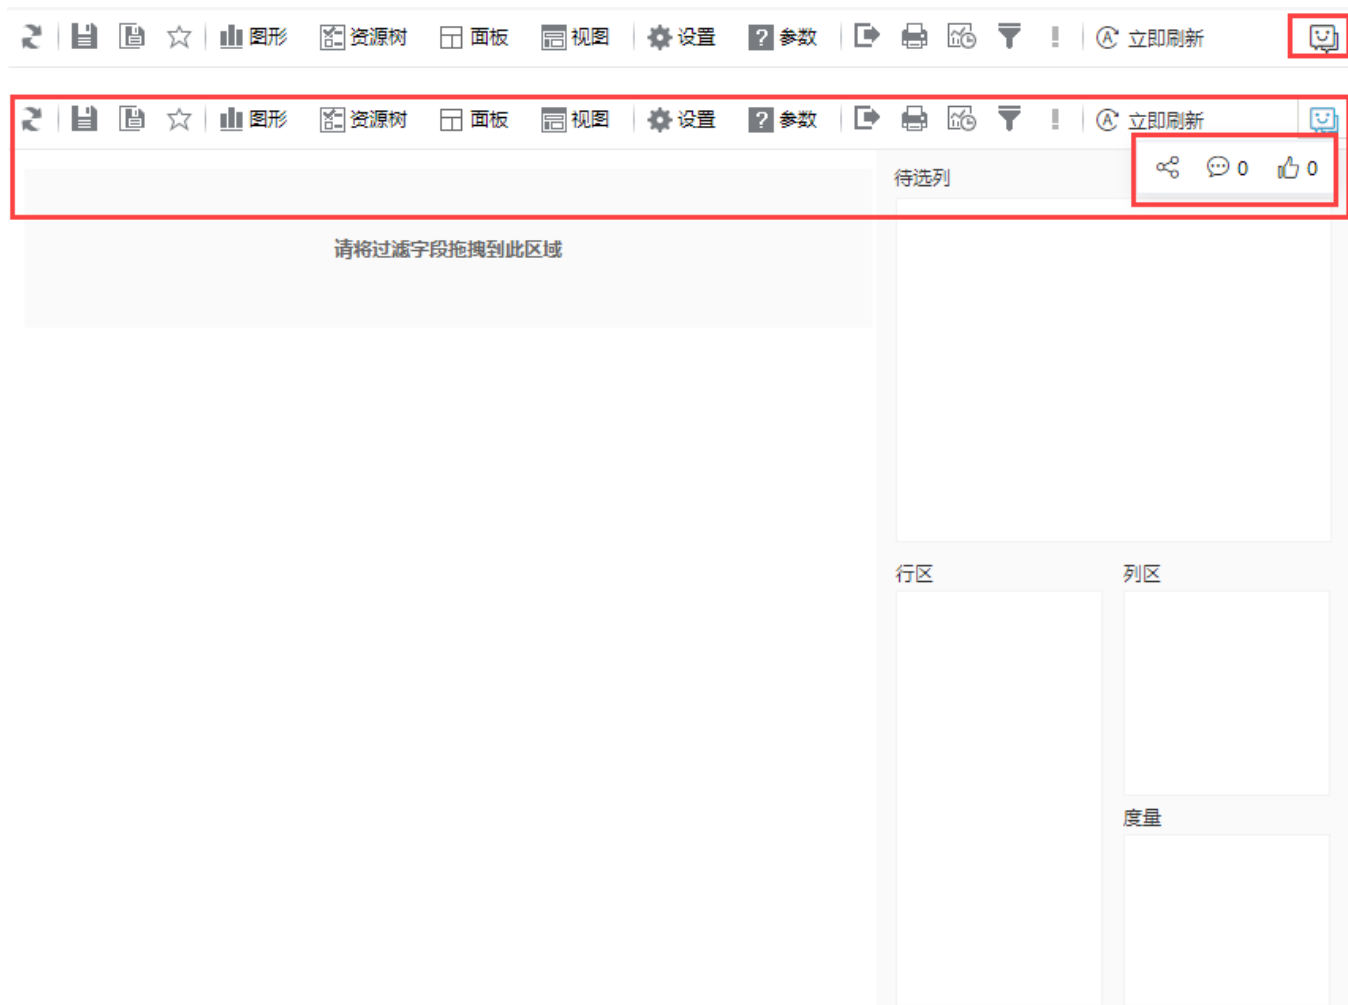 图形 资源树 面板 视图 设置 ? 参数 立即刷新
图形 资源树 面板 视图 设置 ? 参数 立即刷新
待选列 0 0
请将过滤字段拖拽到此区域
行区 列区
度量